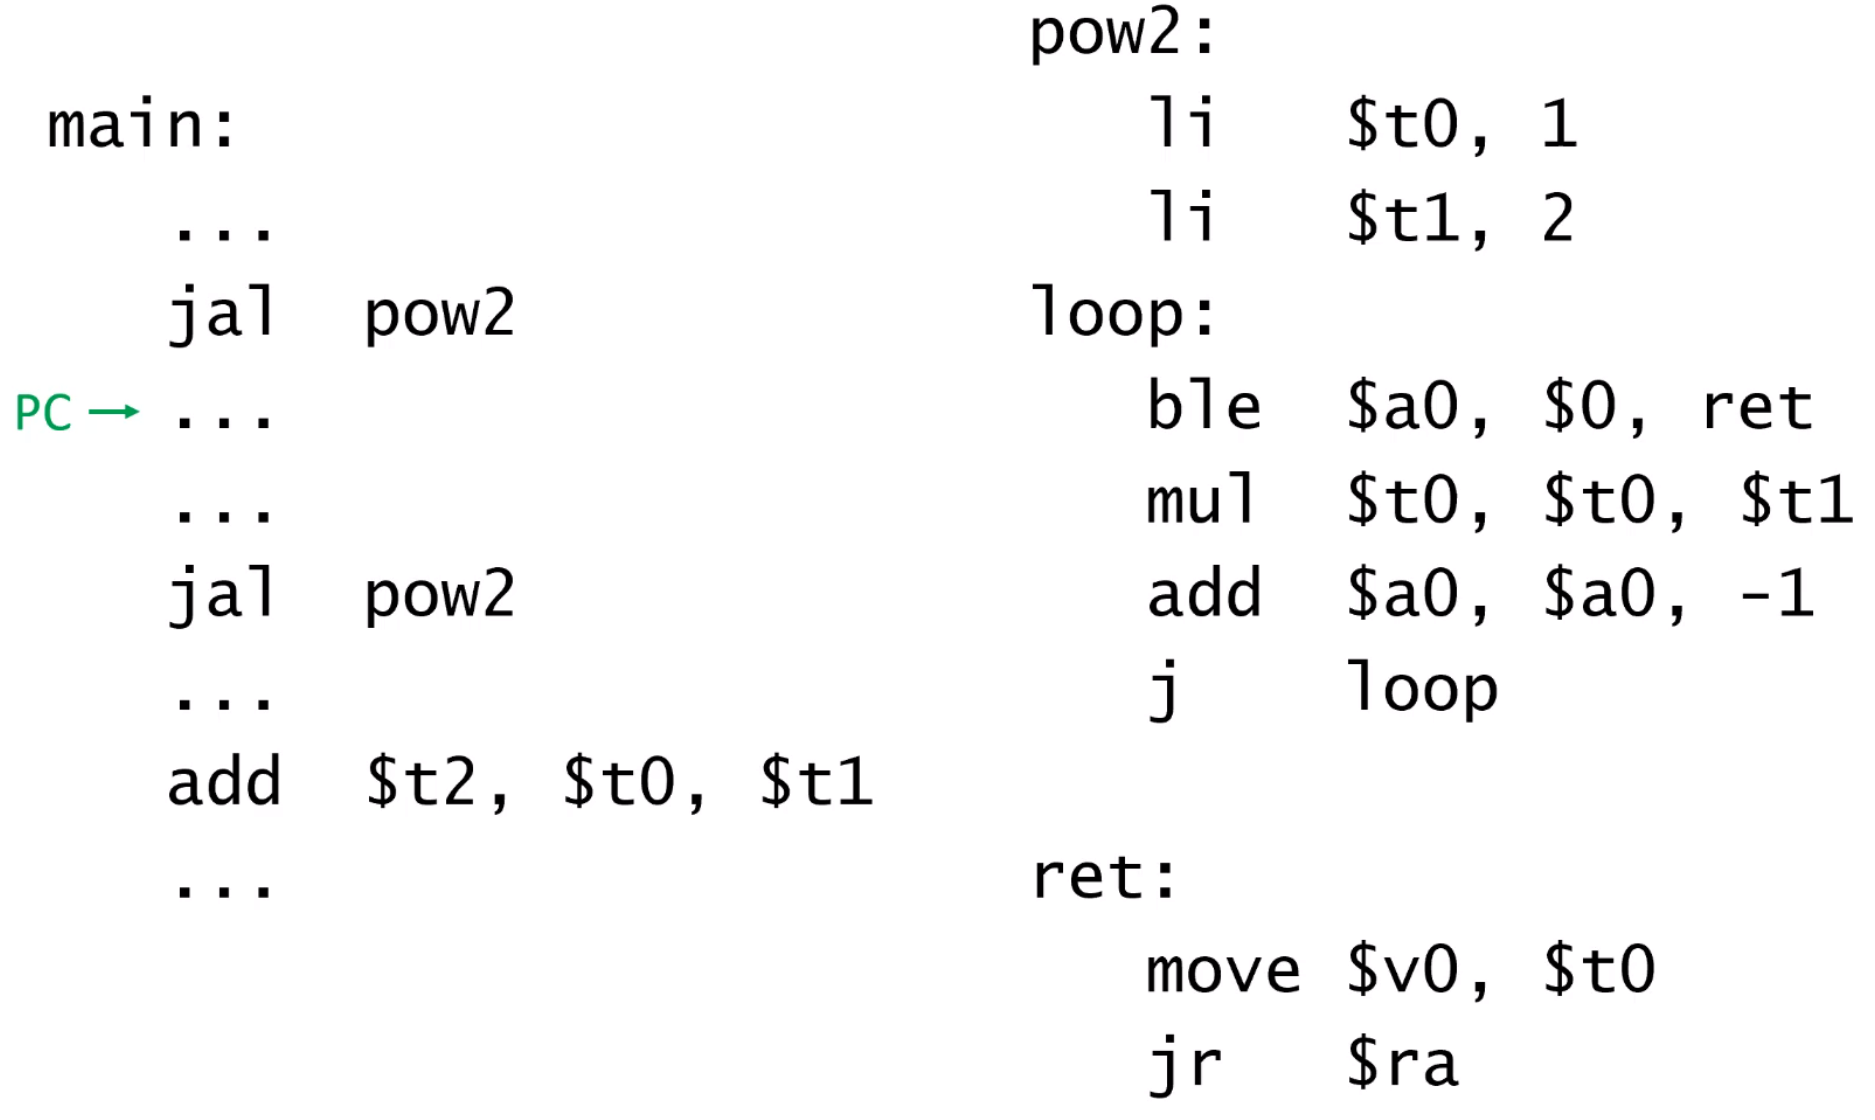 main:
...
jal pow2
PC → ...
...
jal pow2
...
add $t2, $t0, $t1
...
pow2:
li $t0, 1
li $t1, 2
loop:
ble $a0, $0, ret
mul $t0, $t0, $t1
add $a0, $a0, -1
j loop
ret:
move $v0, $t0
jr $ra